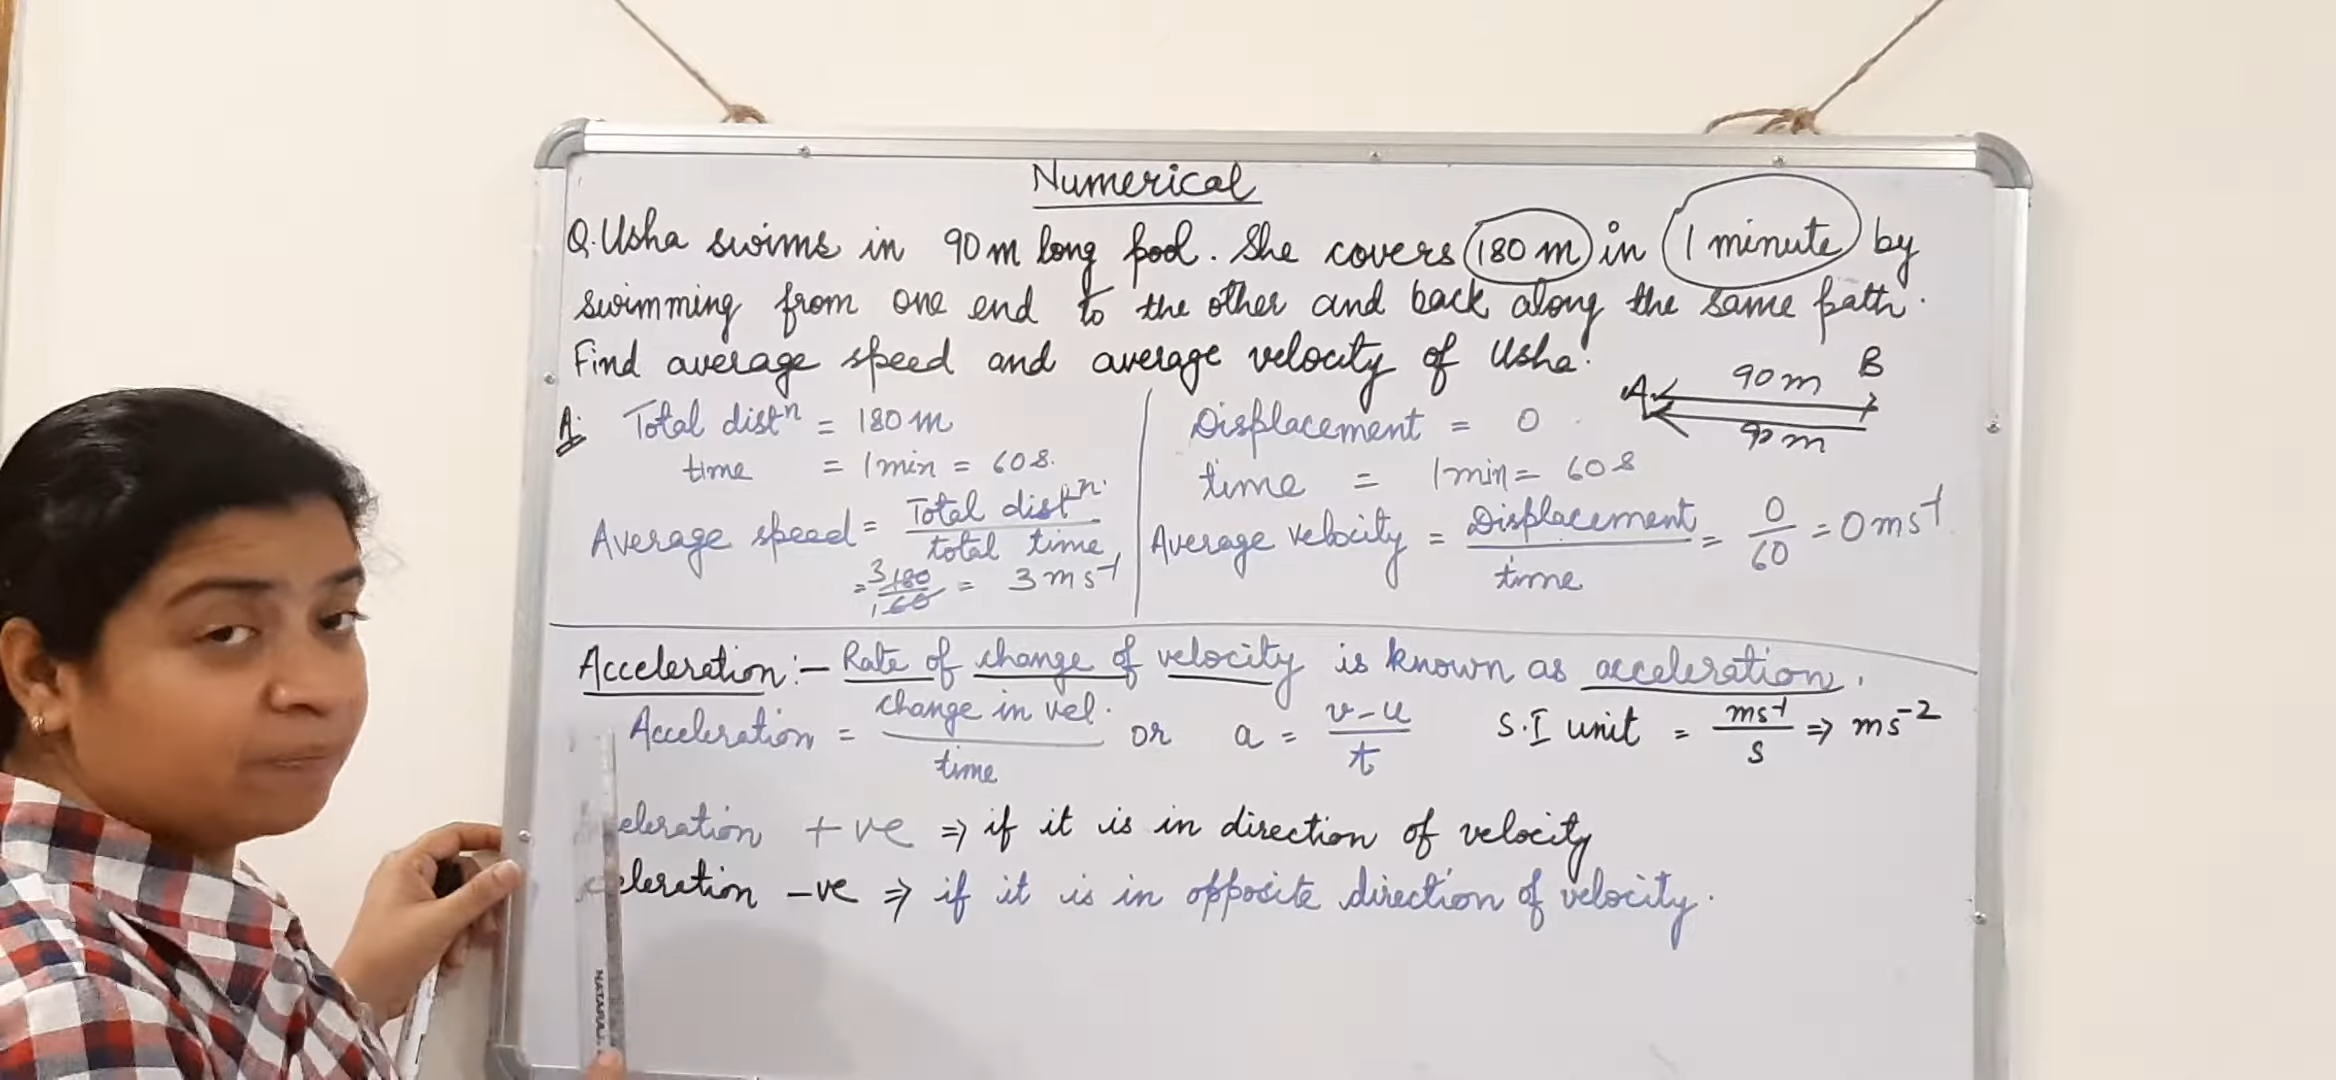 Numerical
Q. Usha swims in 90 m long pool. She covers 180 m in 1 minute by
swimming from one end to the other and back along the same path.
Find average speed and average velocity of Usha.
A 90 m B
90 m
A. Total distⁿ = 180 m
time = 1 min = 60 s.
Average speed = Total distⁿ. / total time
= 180/60 = 3 ms⁻¹
3
1
Displacement = 0
time = 1 min = 60 s
Average velocity = Displacement / time = 0/60 = 0 ms⁻¹
Acceleration :- Rate of change of velocity is known as acceleration.
Acceleration = change in vel. / time or a = v-u / t S.I unit = ms⁻¹/s ⇒ ms⁻²
eleration +ve ⇒ if it is in direction of velocity
celeration -ve ⇒ if it is in opposite direction of velocity.
NATARAJ